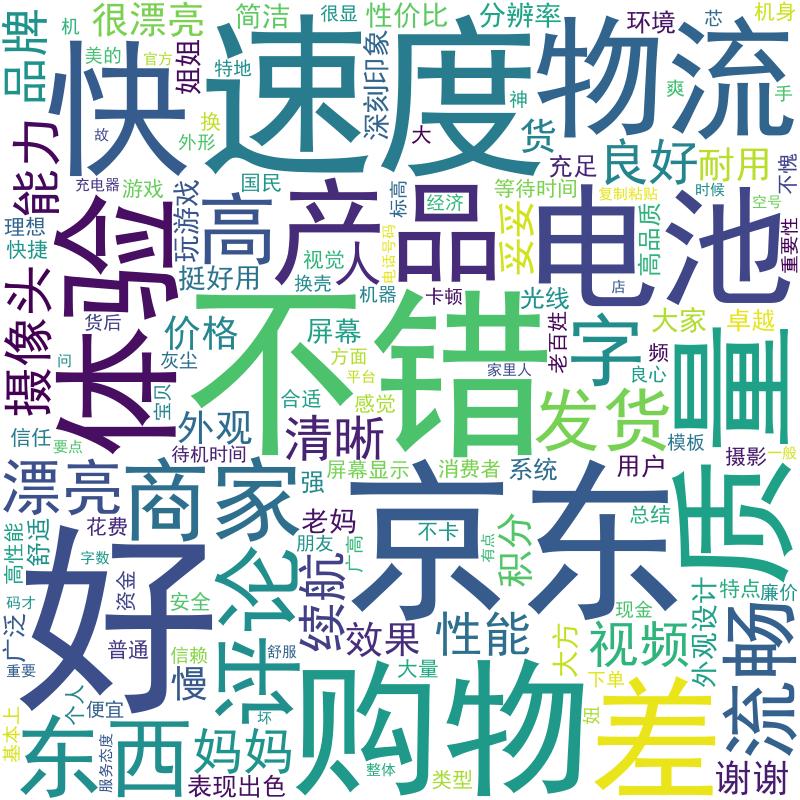 品牌
很漂亮
机
简洁
很显
性价比
分辨率
环境
芯
机身
美的
官方
姐姐
特地
深刻印象
快
速度
物流
神
爽
手
故
换
外形
大
货
充足
良好
耐用
不愧
能力
充电器
游戏
国民
标高
经济
等待时间
复制粘贴
时候
空号
理想
快捷
体验
玩游戏
高
产品
人
电话号码
妥妥
电池
高品质
重要性
挺好用
视觉
换壳
机器
卡顿
光线
店
摄像头
货后
价格
屏幕
不错
老百姓
字
大家
卓越
频
良心
量
问
灰尘
方面
平台
家里人
宝贝
合适
感觉
信任
外观
清晰
发货
要点
待机时间
模板
摄影
一般
漂亮
商家
强
屏幕显示
消费者
系统
用户
京东
质
高性能
舒适
花费
老妈
不卡
积分
总结
字数
朋友
广高
有点
好
评论
续航
码才
资金
安全
现金
外观设计
特点
廉价
广泛
普通
信赖
舒服
效果
性能
大方
视频
流畅
重要
慢
大量
下单
购物
妞
差
个人
便宜
坏
基本上
东西
妈妈
服务态度
表现出色
整体
类型
谢谢